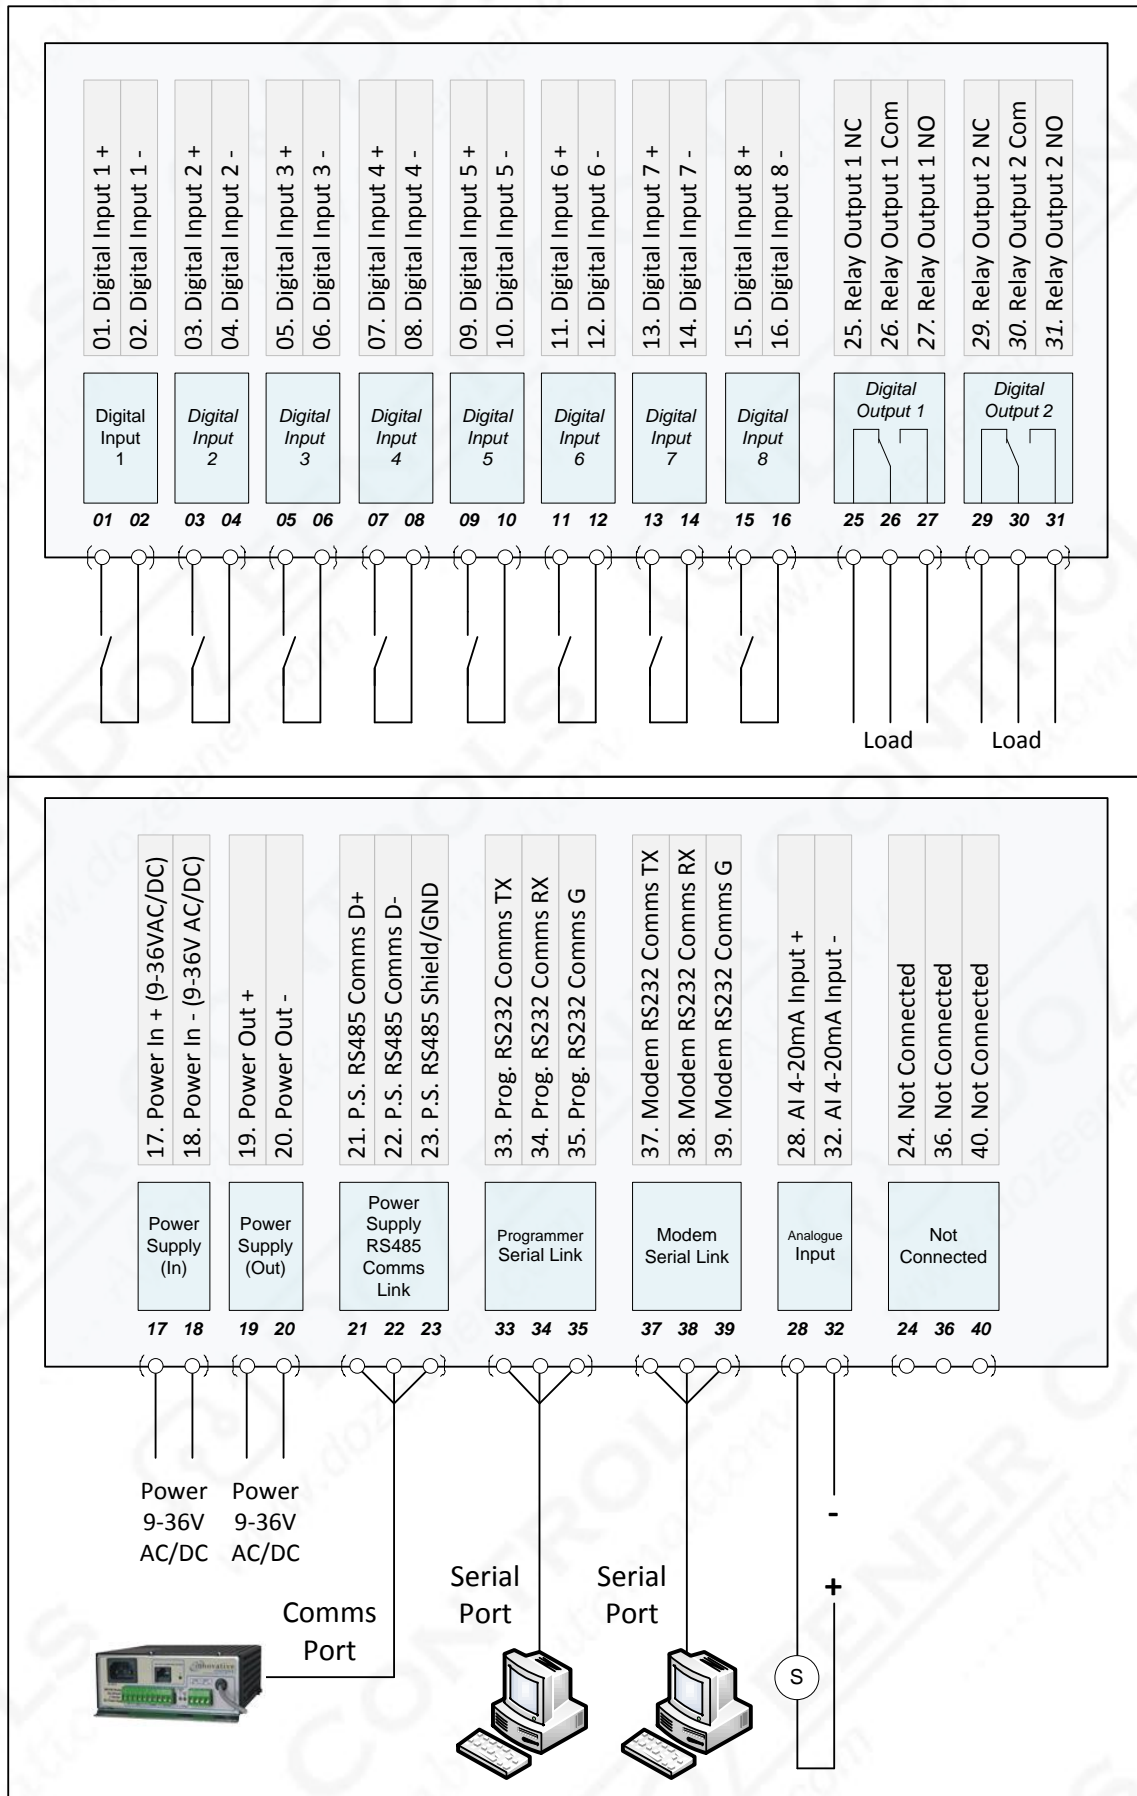 01. Digital Input 1 +
02. Digital Input 1 -
03. Digital Input 2 +
04. Digital Input 2 -
05. Digital Input 3 +
06. Digital Input 3 -
07. Digital Input 4 +
08. Digital Input 4 -
09. Digital Input 5 +
10. Digital Input 5 -
11. Digital Input 6 +
12. Digital Input 6 -
13. Digital Input 7 +
14. Digital Input 7 -
15. Digital Input 8 +
16. Digital Input 8 -
25. Relay Output 1 NC
26. Relay Output 1 Com
27. Relay Output 1 NO
29. Relay Output 2 NC
30. Relay Output 2 Com
31. Relay Output 2 NO
Digital
Input
1
Digital
Input
2
Digital
Input
3
Digital
Input
4
Digital
Input
5
Digital
Input
6
Digital
Input
7
Digital
Input
8
Digital
Output 1
Digital
Output 2
01 02 03 04 05 06 07 08 09 10 11 12 13 14 15 16 25 26 27 29 30 31
Load
Load
17. Power In + (9-36VAC/DC)
18. Power In - (9-36V AC/DC)
19. Power Out +
20. Power Out -
21. P.S. RS485 Comms D+
22. P.S. RS485 Comms D-
23. P.S. RS485 Shield/GND
33. Prog. RS232 Comms TX
34. Prog. RS232 Comms RX
35. Prog. RS232 Comms G
37. Modem RS232 Comms TX
38. Modem RS232 Comms RX
39. Modem RS232 Comms G
28. AI 4-20mA Input +
32. AI 4-20mA Input -
24. Not Connected
36. Not Connected
40. Not Connected
Power
Supply
(In)
Power
Supply
(Out)
Power
Supply
RS485
Comms
Link
Programmer
Serial Link
Modem
Serial Link
Analogue
Input
Not
Connected
17 18 19 20 21 22 23 33 34 35 37 38 39 28 32 24 36 40
Power
9-36V
AC/DC
Power
9-36V
AC/DC
Comms
Port
Serial
Port
Serial
Port
-
+
S
innovative
DOZEENER CONTROLS
www.dozeener.com